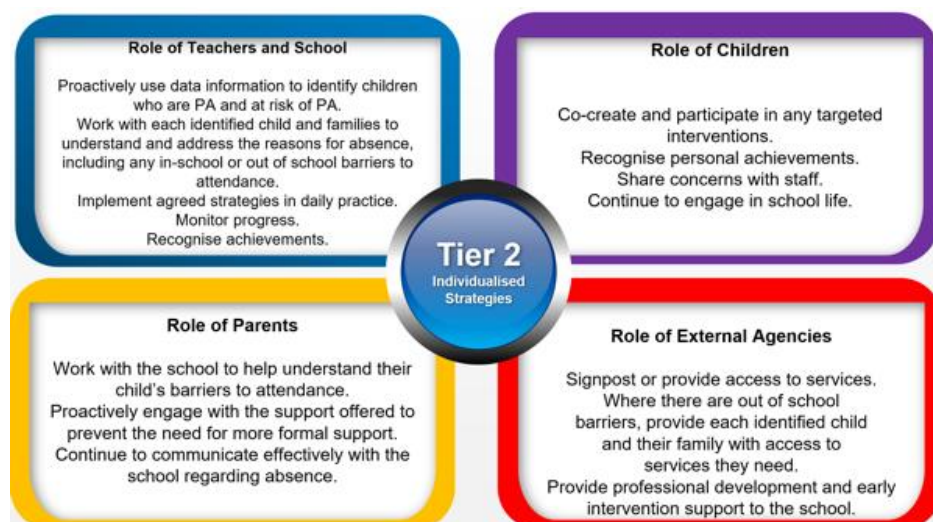 Role of Teachers and School
Proactively use data information to identify children
who are PA and at risk of PA.
Work with each identified child and families to
understand and address the reasons for absence,
including any in-school or out of school barriers to
attendance.
Implement agreed strategies in daily practice.
Monitor progress.
Recognise achievements.
Role of Children
Co-create and participate in any targeted
interventions.
Recognise personal achievements.
Share concerns with staff.
Continue to engage in school life.
Tier 2
Individualised
Strategies
Role of Parents
Work with the school to help understand their
child's barriers to attendance.
Proactively engage with the support offered to
prevent the need for more formal support.
Continue to communicate effectively with the
school regarding absence.
Role of External Agencies
Signpost or provide access to services.
Where there are out of school
barriers, provide each identified child
and their family with access to
services they need.
Provide professional development and early
intervention support to the school.